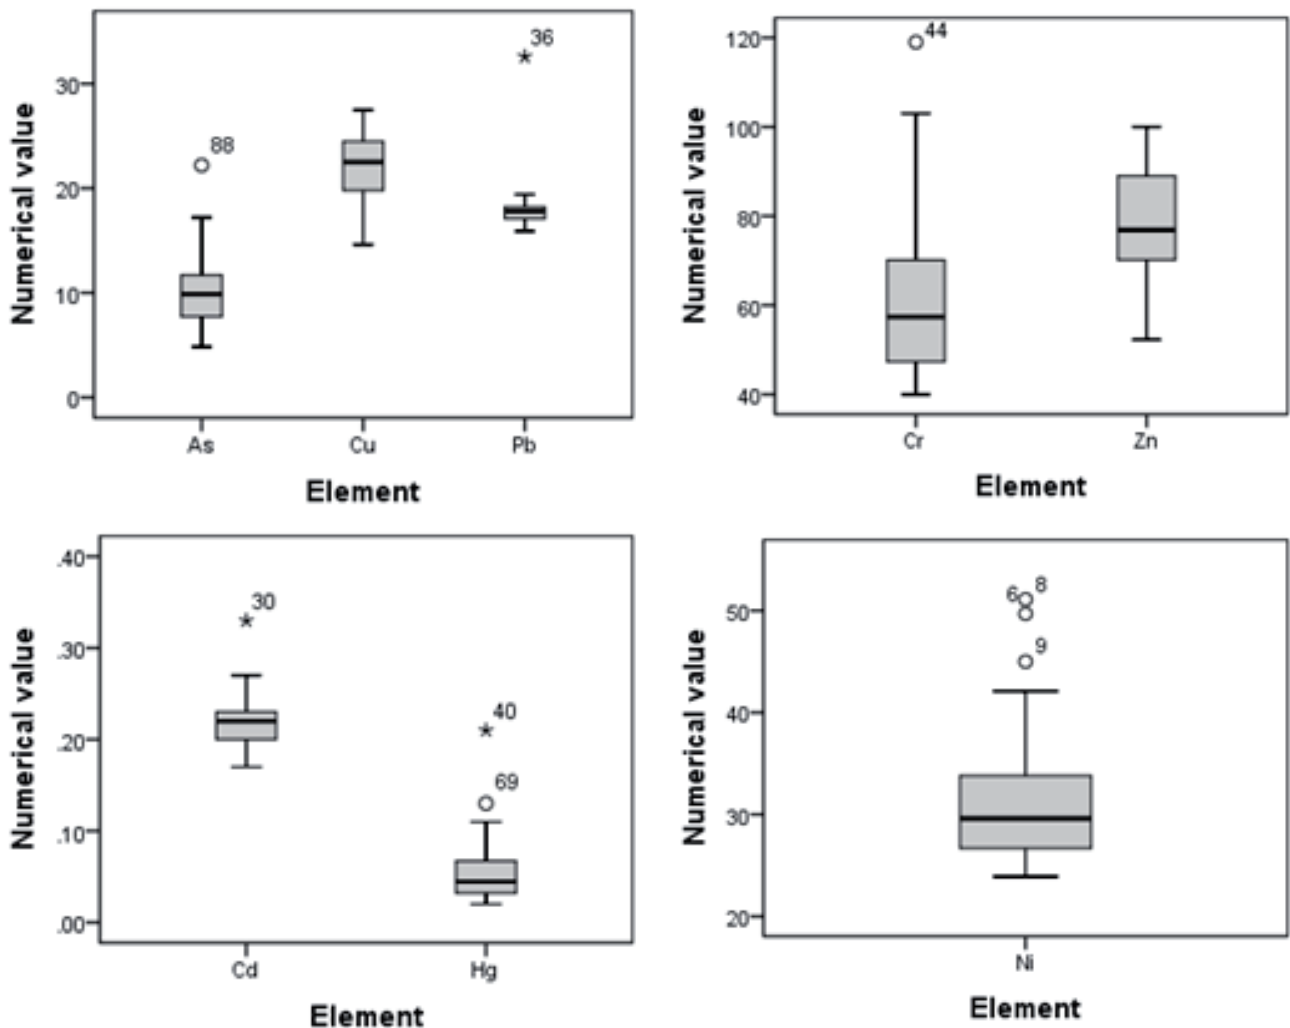 Numerical value
30
20
10
0
88
36
As Cu Pb
Element
Numerical value
120
100
80
60
40
44
Cr Zn
Element
Numerical value
.40
.30
.20
.10
.00
30
40
69
Cd Hg
Element
Numerical value
50
40
30
20
6 8
9
Ni
Element